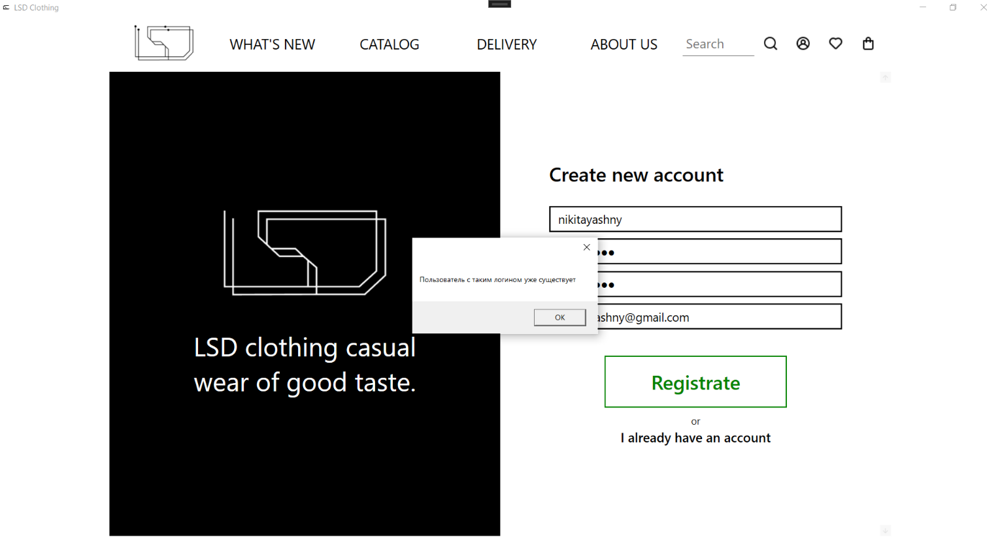 LSD Clothing
WHAT'S NEW
CATALOG
DELIVERY
ABOUT US
Search
LSD clothing casual
wear of good taste.
Create new account
nikitayashny
Пользователь с таким логином уже существует
OK
ashny@gmail.com
Registrate
or
I already have an account